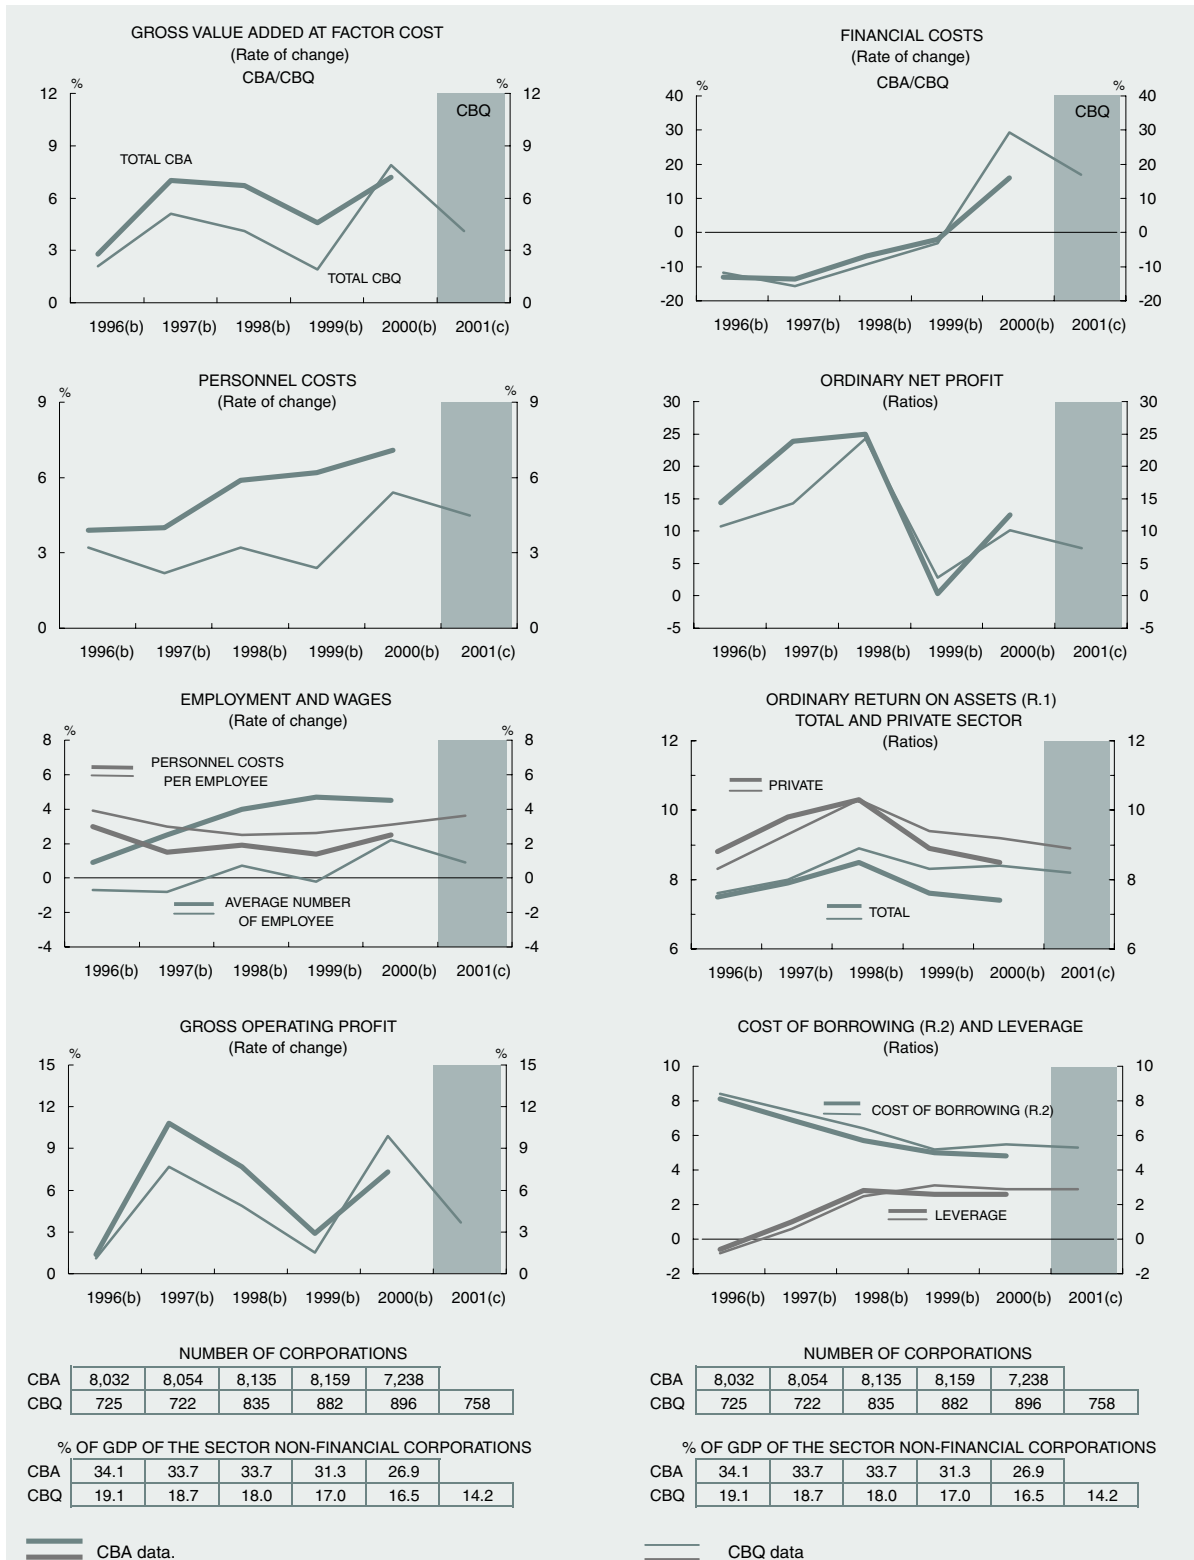 GROSS VALUE ADDED AT FACTOR COST
(Rate of change)
CBA/CBQ
%
%
12
9
6
3
0
12
9
6
3
0
CBQ
TOTAL CBA
TOTAL CBQ
1996(b) 1997(b) 1998(b) 1999(b) 2000(b) 2001(c)
FINANCIAL COSTS
(Rate of change)
CBA/CBQ
%
%
40
30
20
10
0
-10
-20
40
30
20
10
0
-10
-20
CBQ
1996(b) 1997(b) 1998(b) 1999(b) 2000(b) 2001(c)
PERSONNEL COSTS
(Rate of change)
%
%
9
6
3
0
9
6
3
0
1996(b) 1997(b) 1998(b) 1999(b) 2000(b) 2001(c)
ORDINARY NET PROFIT
(Ratios)
30
25
20
15
10
5
0
-5
30
25
20
15
10
5
0
-5
1996(b) 1997(b) 1998(b) 1999(b) 2000(b) 2001(c)
EMPLOYMENT AND WAGES
(Rate of change)
%
%
8
6
4
2
0
-2
-4
8
6
4
2
0
-2
-4
PERSONNEL COSTS
PER EMPLOYEE
AVERAGE NUMBER
OF EMPLOYEE
1996(b) 1997(b) 1998(b) 1999(b) 2000(b) 2001(c)
ORDINARY RETURN ON ASSETS (R.1)
TOTAL AND PRIVATE SECTOR
(Ratios)
12
10
8
6
12
10
8
6
PRIVATE
TOTAL
1996(b) 1997(b) 1998(b) 1999(b) 2000(b) 2001(c)
GROSS OPERATING PROFIT
(Rate of change)
%
%
15
12
9
6
3
0
15
12
9
6
3
0
1996(b) 1997(b) 1998(b) 1999(b) 2000(b) 2001(c)
COST OF BORROWING (R.2) AND LEVERAGE
(Ratios)
10
8
6
4
2
0
-2
10
8
6
4
2
0
-2
COST OF BORROWING (R.2)
LEVERAGE
1996(b) 1997(b) 1998(b) 1999(b) 2000(b) 2001(c)
NUMBER OF CORPORATIONS
CBA 8,032 8,054 8,135 8,159 7,238
CBQ 725 722 835 882 896 758
% OF GDP OF THE SECTOR NON-FINANCIAL CORPORATIONS
CBA 34.1 33.7 33.7 31.3 26.9
CBQ 19.1 18.7 18.0 17.0 16.5 14.2
CBA data.
NUMBER OF CORPORATIONS
CBA 8,032 8,054 8,135 8,159 7,238
CBQ 725 722 835 882 896 758
% OF GDP OF THE SECTOR NON-FINANCIAL CORPORATIONS
CBA 34.1 33.7 33.7 31.3 26.9
CBQ 19.1 18.7 18.0 17.0 16.5 14.2
CBQ data